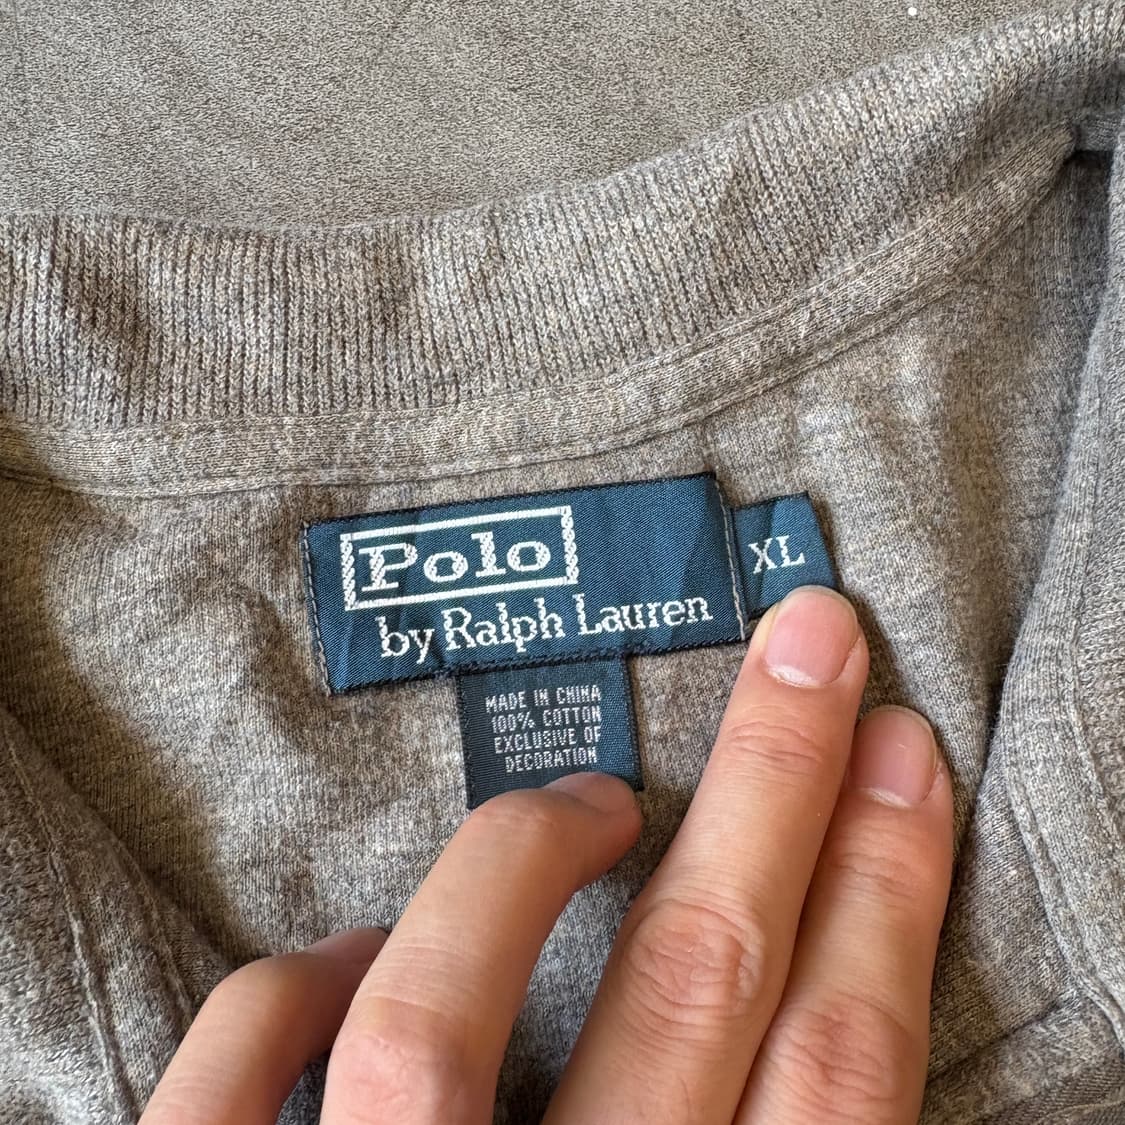 Polo
by Ralph Lauren
XL
MADE IN CHINA
100% COTTON
EXCLUSIVE OF
DECORATION